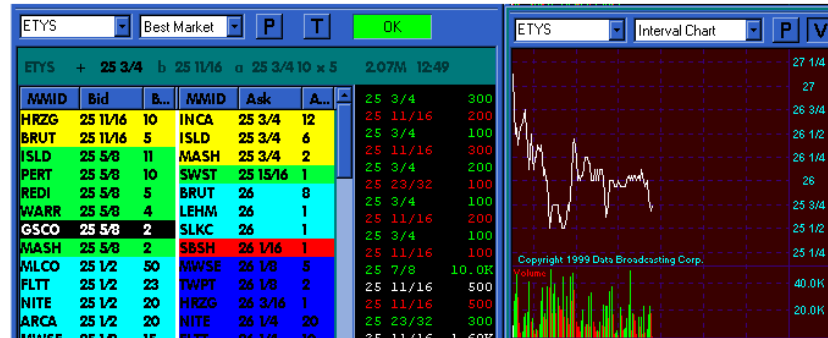 ETYS Best Market P T OK
ETYS + 25 3/4 b 25 11/16 a 25 3/4 10 x 5 2.07M 12:49
MMID Bid B... MMID Ask A...
HRZG 25 11/16 10 INCA 25 3/4 12
BRUT 25 11/16 5 ISLD 25 3/4 6
ISLD 25 5/8 11 MASH 25 3/4 2
PERT 25 5/8 10 SWST 25 15/16 1
REDI 25 5/8 5 BRUT 26 8
WARR 25 5/8 4 LEHM 26 1
GSCO 25 5/8 2 SLKC 26 1
MASH 25 5/8 2 SBSH 26 1/16 1
MLCO 25 1/2 50 MWSE 26 1/8 5
FLTT 25 1/2 23 TWPT 26 1/8 2
NITE 25 1/2 20 HRZG 26 3/16 1
ARCA 25 1/2 20 NITE 26 1/4 20
25 3/4 300
25 11/16 200
25 3/4 100
25 11/16 300
25 3/4 200
25 23/32 100
25 3/4 100
25 11/16 200
25 3/4 100
25 11/16 100
25 7/8 10.0K
25 11/16 500
25 11/16 500
25 23/32 300
ETYS Interval Chart P V
27 1/4
27
26 3/4
26 1/2
26 1/4
26
25 3/4
25 1/2
25 1/4
Copyright 1999 Data Broadcasting Corp.
Volume
40.0K
20.0K